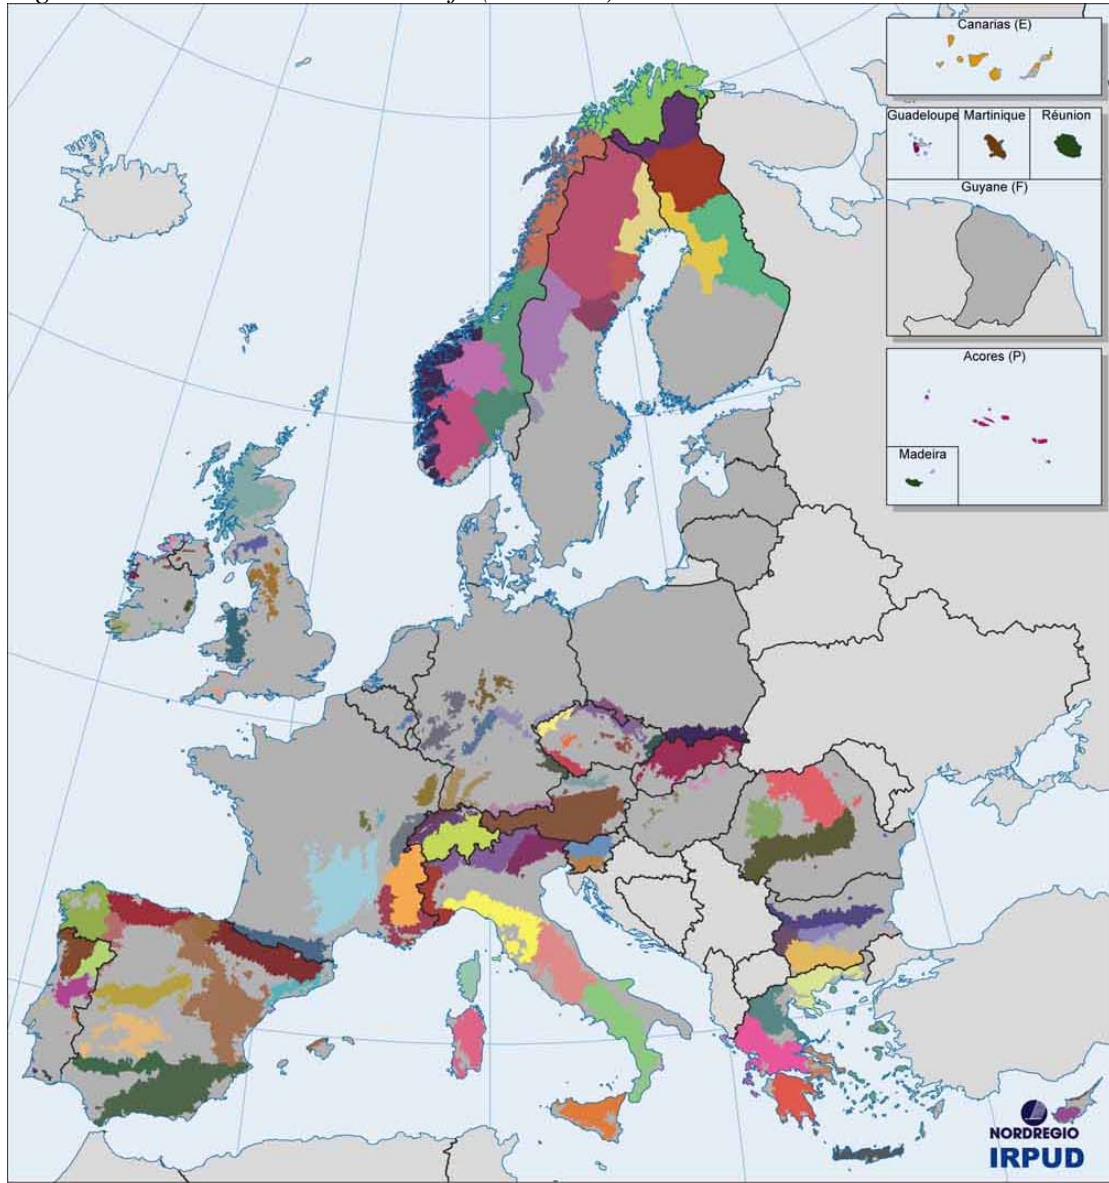 Canarias (E)
Guadeloupe
Martinique
Réunion
Guyane (F)
Acores (P)
Madeira
NORDREGIO
IRPUD